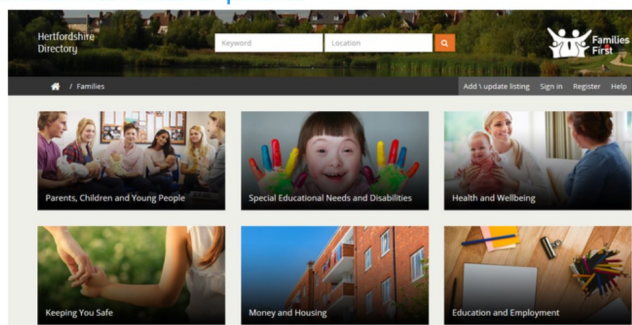 Hertfordshire
Directory
Keyword
Location
Families
First
/ Families
Add \ update listing
Sign in
Register
Help
Parents, Children and Young People
Special Educational Needs and Disabilities
Health and Wellbeing
Keeping You Safe
Money and Housing
Education and Employment